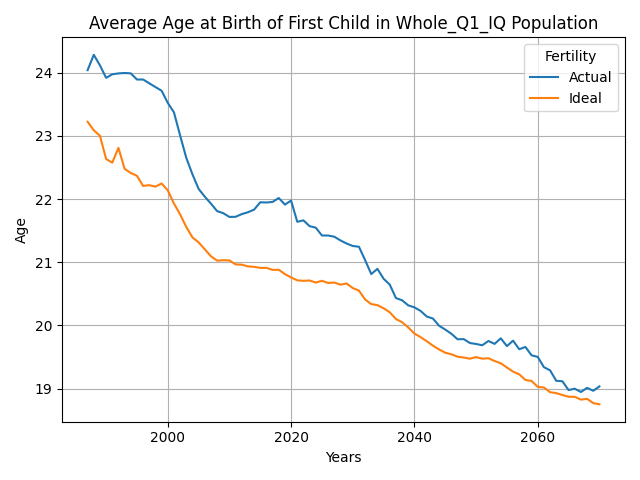 Average Age at Birth of First Child in Whole_Q1_IQ Population
Fertility
Actual
Ideal
Age
24
23
22
21
20
19
2000
2020
2040
2060
Years